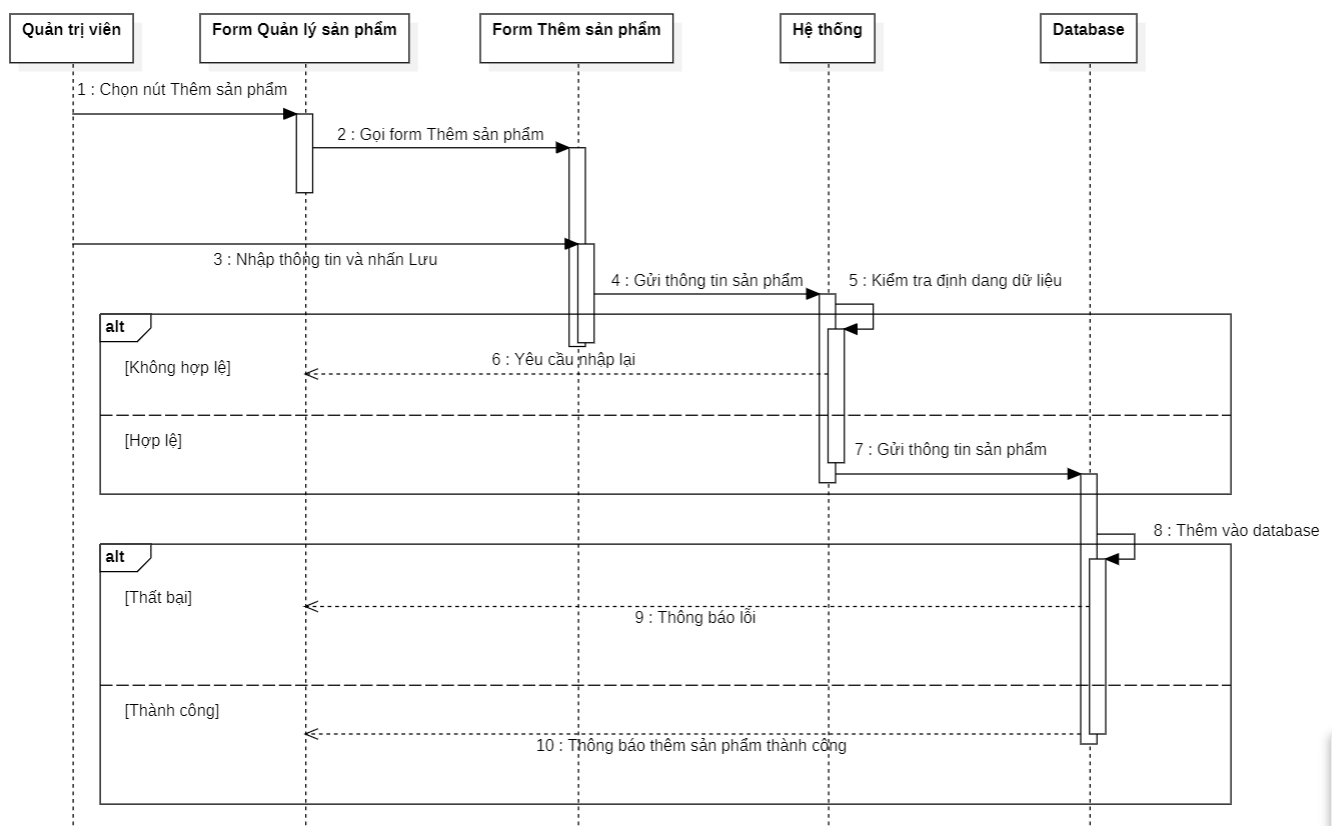 Quản trị viên
Form Quản lý sản phẩm
Form Thêm sản phẩm
Hệ thống
Database
1 : Chọn nút Thêm sản phẩm
2 : Gọi form Thêm sản phẩm
3 : Nhập thông tin và nhấn Lưu
4 : Gửi thông tin sản phẩm
5 : Kiểm tra định dang dữ liệu
alt
[Không hợp lệ]
6 : Yêu cầu nhập lại
[Hợp lệ]
7 : Gửi thông tin sản phẩm
8 : Thêm vào database
alt
[Thất bại]
9 : Thông báo lỗi
[Thành công]
10 : Thông báo thêm sản phẩm thành công